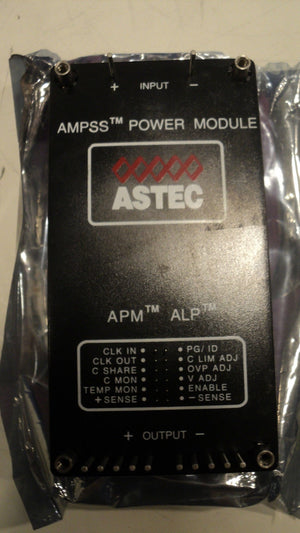 + INPUT −
AMPSS™ POWER MODULE
ASTEC
APM™ ALP™
CLK IN • PG/ ID
CLK OUT • C LIM ADJ
C SHARE • OVP ADJ
C MON • V ADJ
TEMP MON • ENABLE
+SENSE • −SENSE
+ OUTPUT −